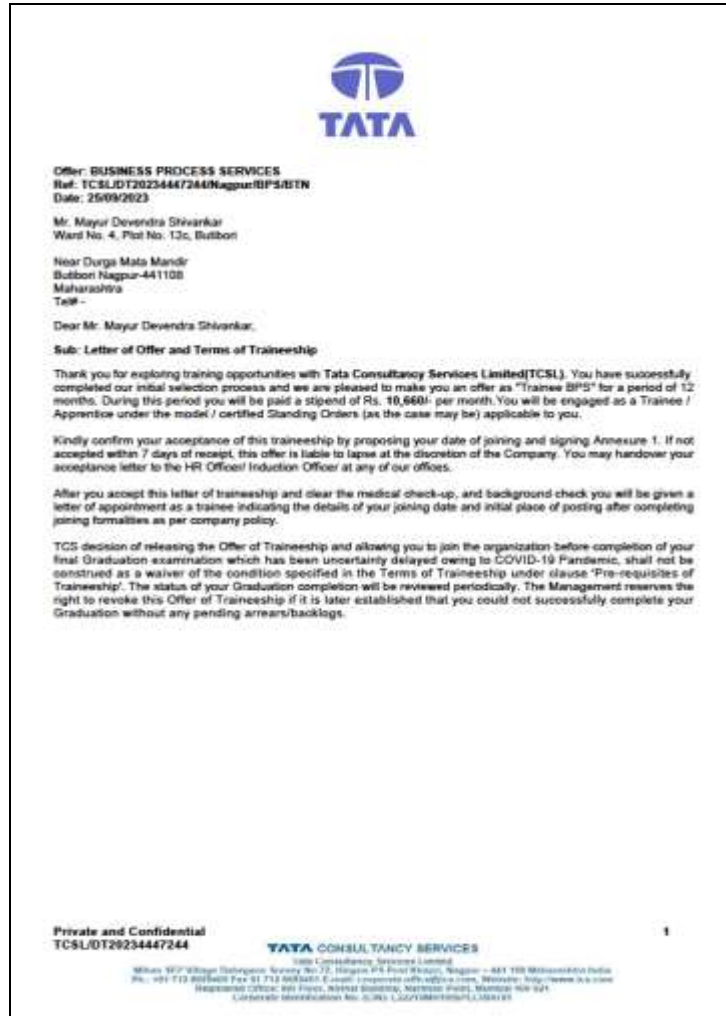 TATA
Offer: BUSINESS PROCESS SERVICES
Ref: TCSL/DT20234447244/Nagpur/BPS/BTN
Date: 25/09/2023
Mr. Mayur Devendra Shivankar
Ward No. 4, Plot No. 13c, Butibori
Near Durga Mata Mandir
Butibori Nagpur-441108
Maharashtra
Tel# -
Dear Mr. Mayur Devendra Shivankar,
Sub: Letter of Offer and Terms of Traineeship
Thank you for exploring training opportunities with Tata Consultancy Services Limited(TCSL). You have successfully
completed our initial selection process and we are pleased to make you an offer as "Trainee BPS" for a period of 12
months. During this period you will be paid a stipend of Rs. 10,660/- per month.You will be engaged as a Trainee /
Apprentice under the model / certified Standing Orders (as the case may be) applicable to you.
Kindly confirm your acceptance of this traineeship by proposing your date of joining and signing Annexure 1. If not
accepted within 7 days of receipt, this offer is liable to lapse at the discretion of the Company. You may handover your
acceptance letter to the HR Officer/ Induction Officer at any of our offices.
After you accept this letter of traineeship and clear the medical check-up, and background check you will be given a
letter of appointment as a trainee indicating the details of your joining date and initial place of posting after completing
joining formalities as per company policy.
TCS decision of releasing the Offer of Traineeship and allowing you to join the organization before completion of your
final Graduation examination which has been uncertainly delayed owing to COVID-19 Pandemic, shall not be
construed as a waiver of the condition specified in the Terms of Traineeship under clause 'Pre-requisites of
Traineeship'. The status of your Graduation completion will be reviewed periodically. The Management reserves the
right to revoke this Offer of Traineeship if it is later established that you could not successfully complete your
Graduation without any pending arrears/backlogs.
Private and Confidential
TCSL/DT20234447244
1
TATA CONSULTANCY SERVICES
Tata Consultancy Services Limited